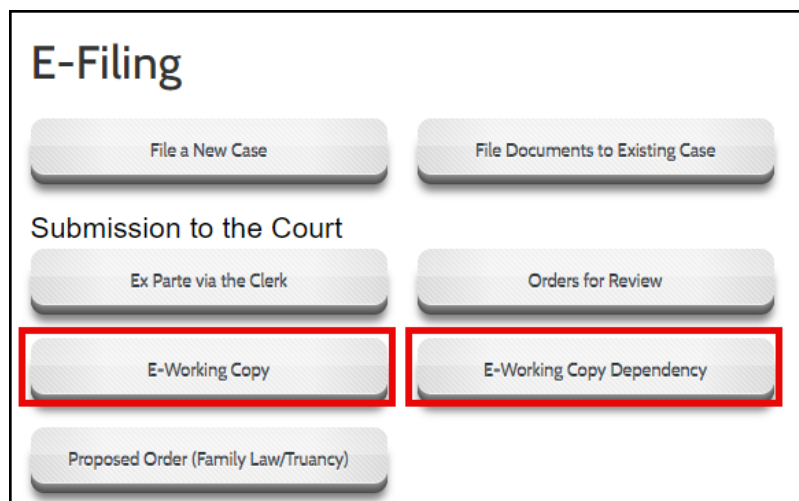 E-Filing
File a New Case
File Documents to Existing Case
Submission to the Court
Ex Parte via the Clerk
Orders for Review
E-Working Copy
E-Working Copy Dependency
Proposed Order (Family Law/Truancy)